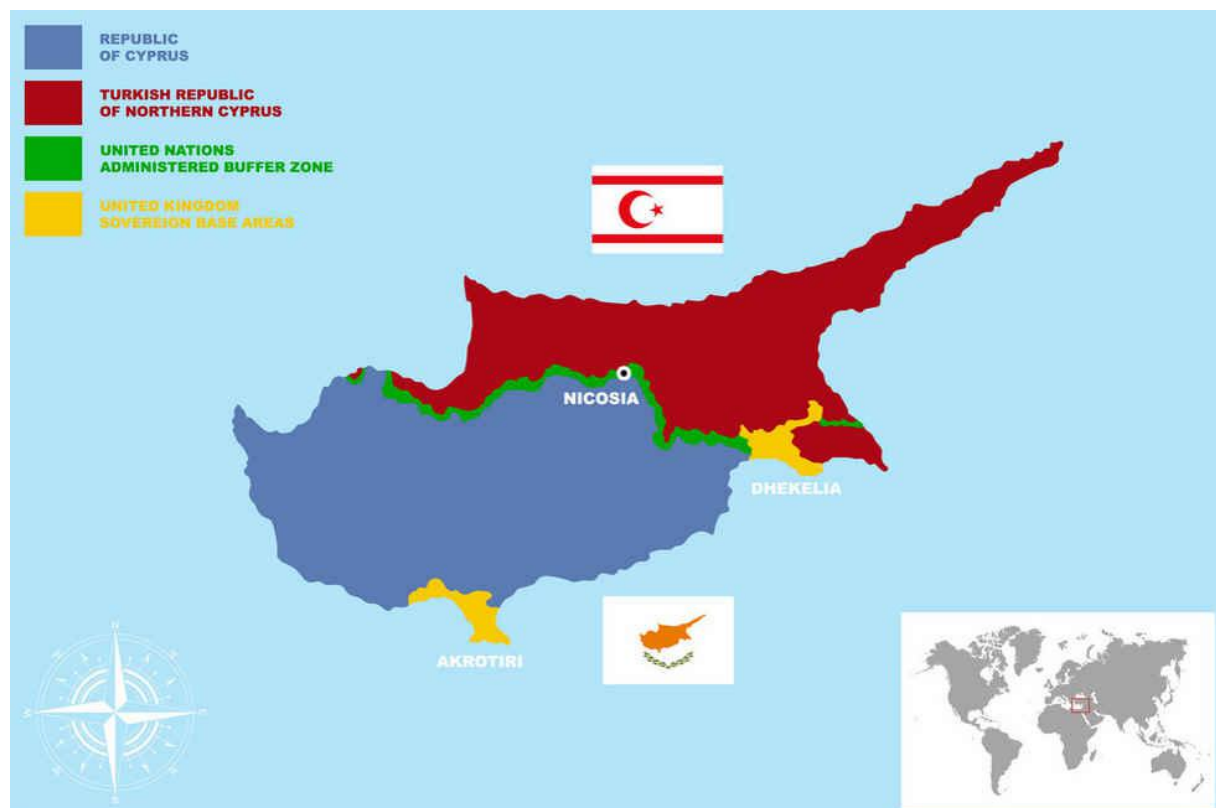 REPUBLIC
OF CYPRUS
TURKISH REPUBLIC
OF NORTHERN CYPRUS
UNITED NATIONS
ADMINISTERED BUFFER ZONE
UNITED KINGDOM
SOVEREIGN BASE AREAS
NICOSIA
DHEKELIA
AKROTIRI
N
W
E
S